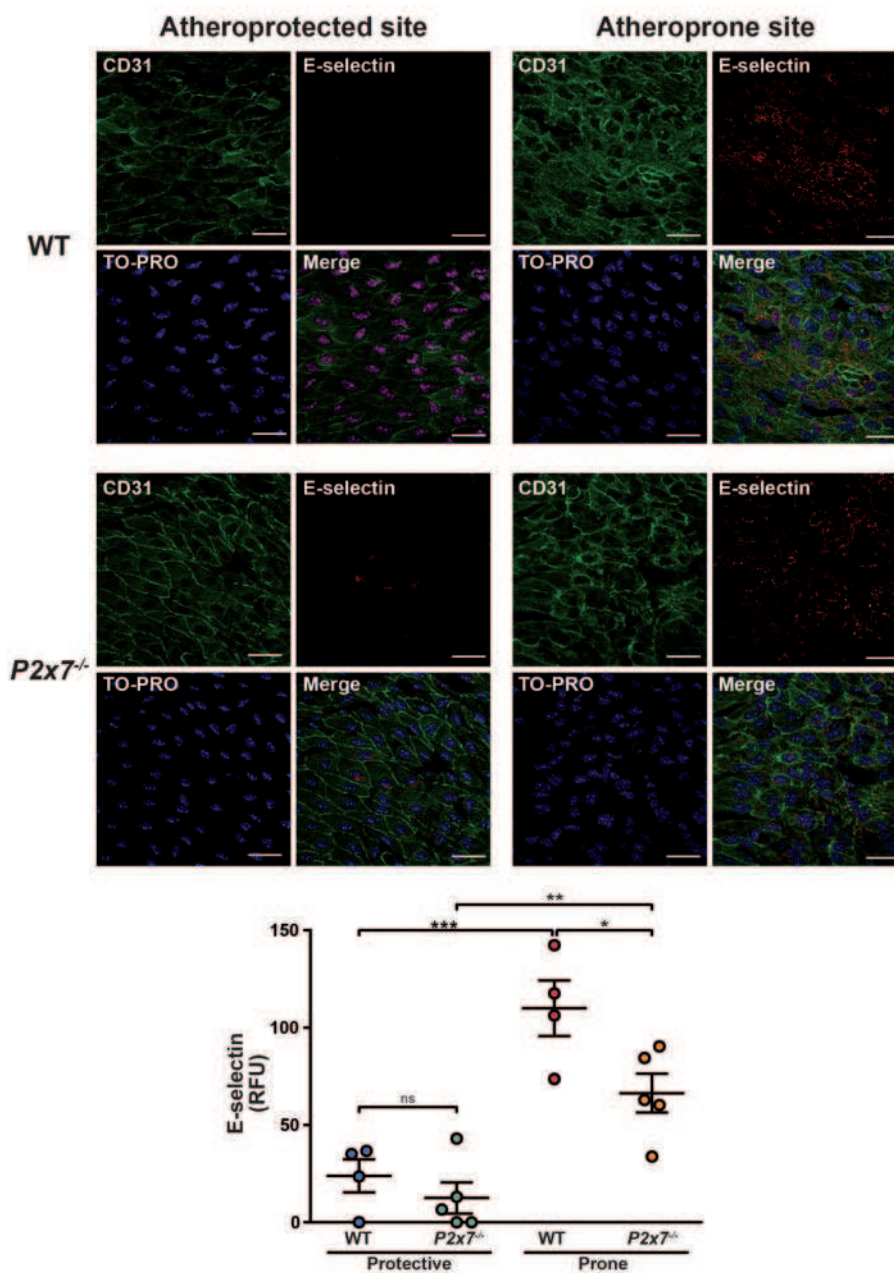 Atheroprotected site Atheroprone site
CD31 E-selectin CD31 E-selectin
WT
TO-PRO Merge TO-PRO Merge
CD31 E-selectin CD31 E-selectin
P2x7-/-
TO-PRO Merge TO-PRO Merge
**
*** *
150
100
50
0
E-selectin
(RFU)
ns
WT P2x7-/- WT P2x7-/-
Protective Prone